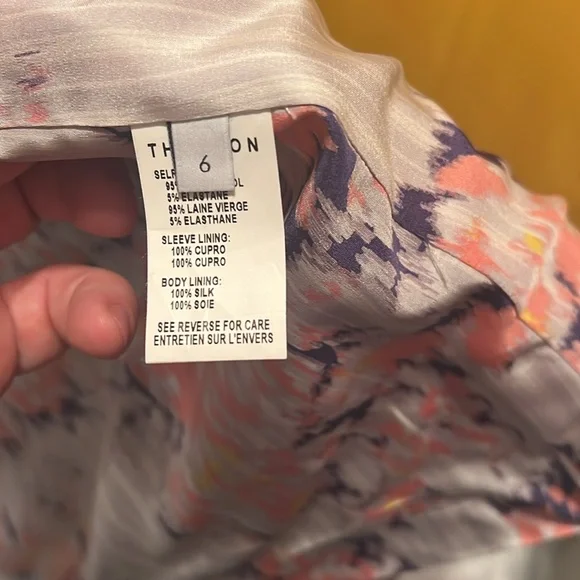 6
5% ELASTANE
95% LAINE VIERGE
5% ELASTHANE
SLEEVE LINING:
100% CUPRO
100% CUPRO
BODY LINING:
100% SILK
100% SOIE
SEE REVERSE FOR CARE
ENTRETIEN SUR L'ENVERS